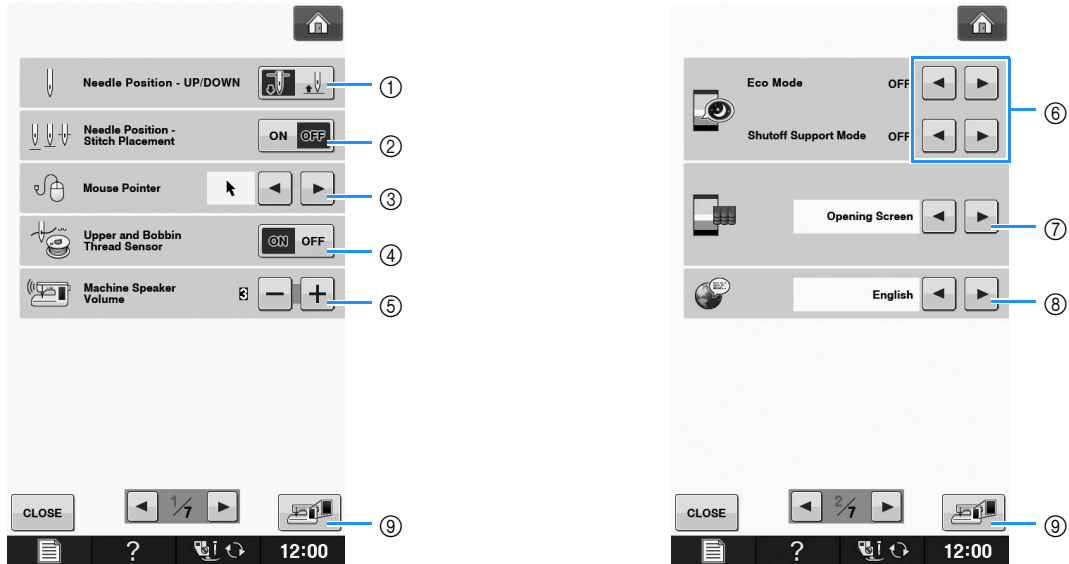 Needle Position - UP/DOWN
①
Needle Position -
Stitch Placement
ON OFF
②
Mouse Pointer
③
Upper and Bobbin
Thread Sensor
ON OFF
④
Machine Speaker
Volume
3
⑤
CLOSE
1/7
⑨
?
12:00
Eco Mode
OFF
⑥
Shutoff Support Mode
OFF
Opening Screen
⑦
English
⑧
CLOSE
2/7
⑨
?
12:00